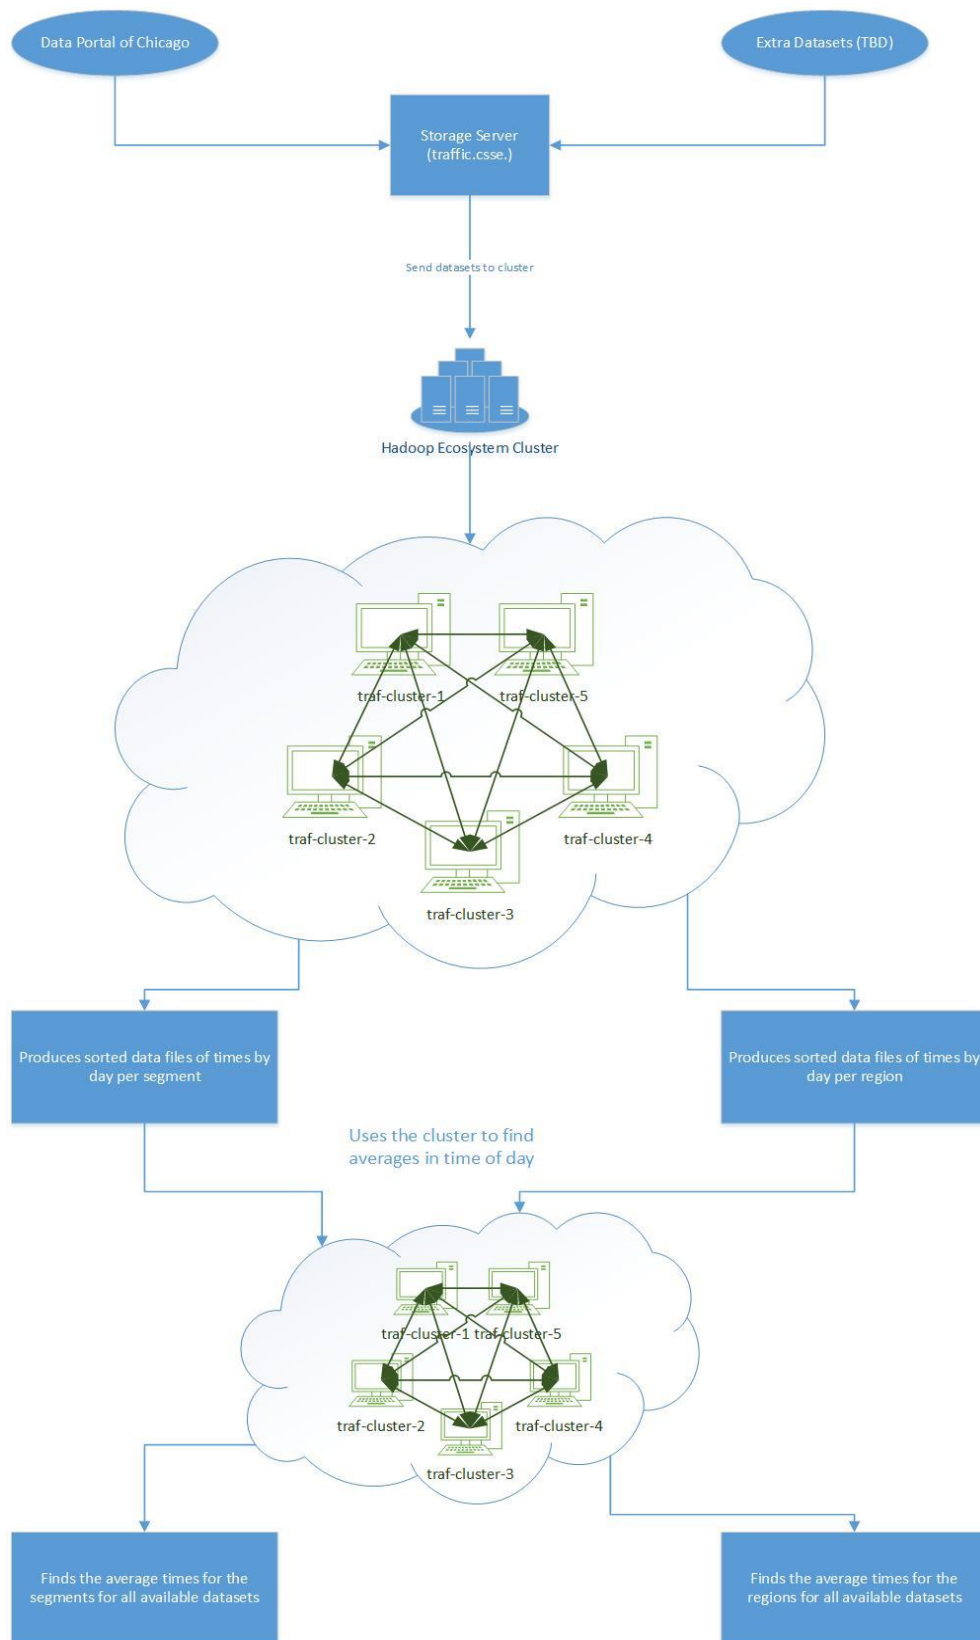 Data Portal of Chicago
Extra Datasets (TBD)
Storage Server
(traffic.csse.)
Send datasets to cluster
Hadoop Ecosystem Cluster
traf-cluster-1
traf-cluster-5
traf-cluster-2
traf-cluster-4
traf-cluster-3
Produces sorted data files of times by
day per segment
Produces sorted data files of times by
day per region
Uses the cluster to find
averages in time of day
traf-cluster-1
traf-cluster-5
traf-cluster-2
traf-cluster-4
traf-cluster-3
Finds the average times for the
segments for all available datasets
Finds the average times for the
regions for all available datasets